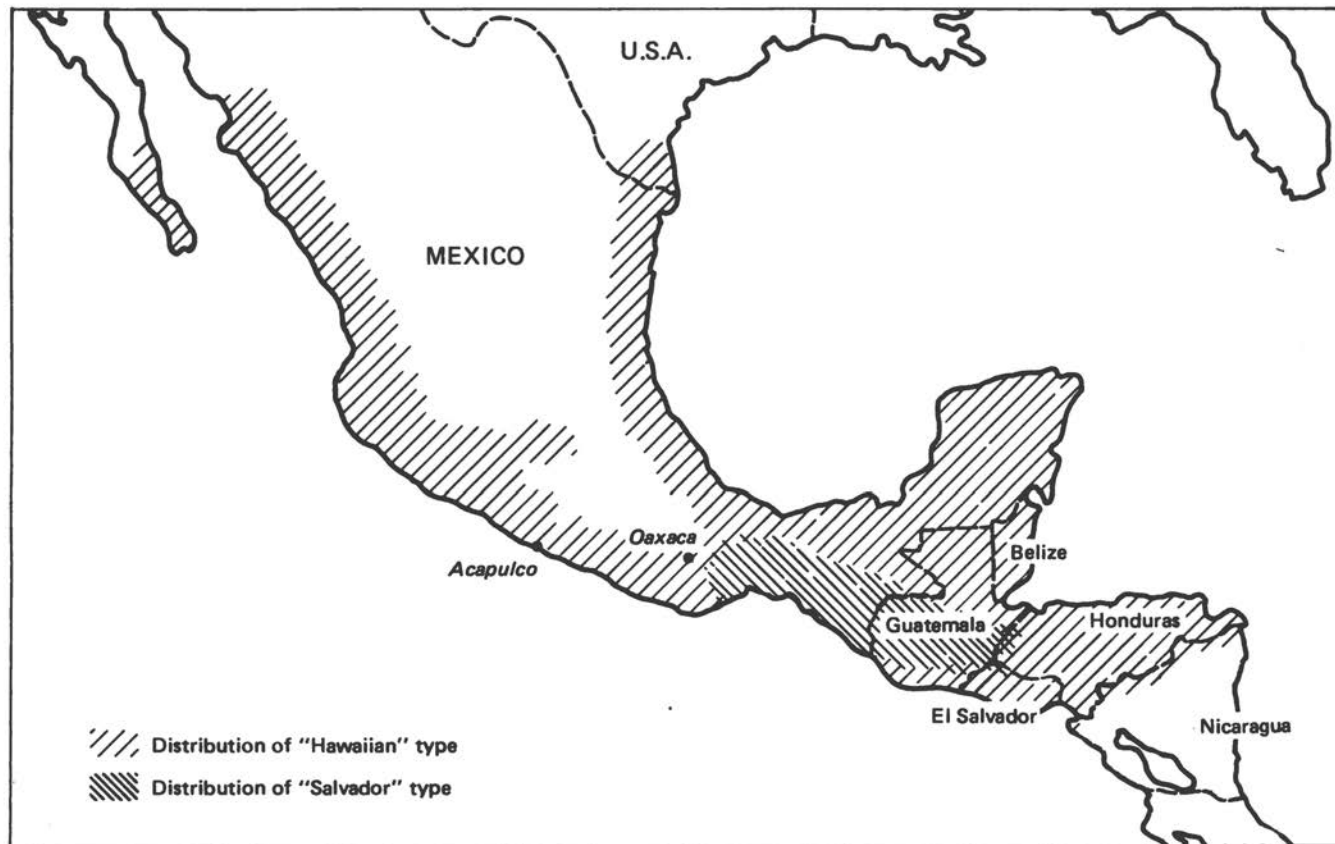 U.S.A.
MEXICO
Oaxaca
Acapulco
Belize
Guatemala
Honduras
El Salvador
Nicaragua
Distribution of "Hawaiian" type
Distribution of "Salvador" type